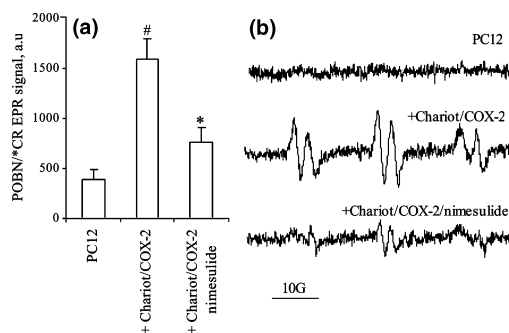 (a)
POBN/*CR EPR signal, a.u
2000
1500
1000
500
0
#
*
PC12
+ Chariot/COX-2
+ Chariot/COX-2
nimesulide
(b)
PC12
+Chariot/COX-2
+Chariot/COX-2/nimesulide
10G